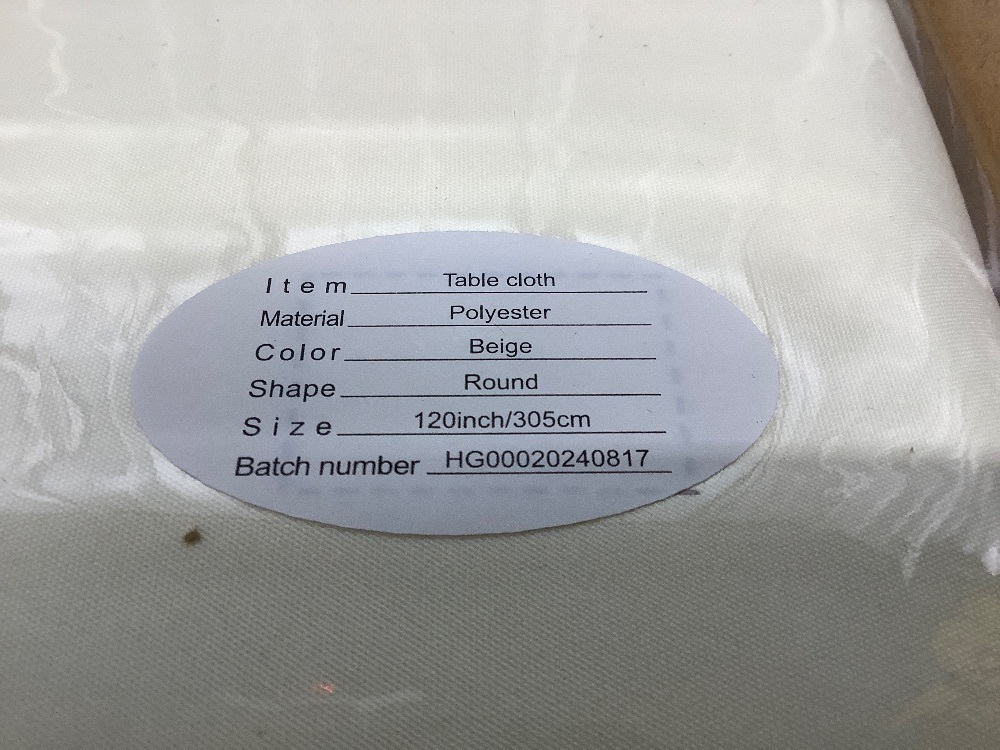 Item Table cloth
Material Polyester
Color Beige
Shape Round
Size 120inch/305cm
Batch number HG00020240817